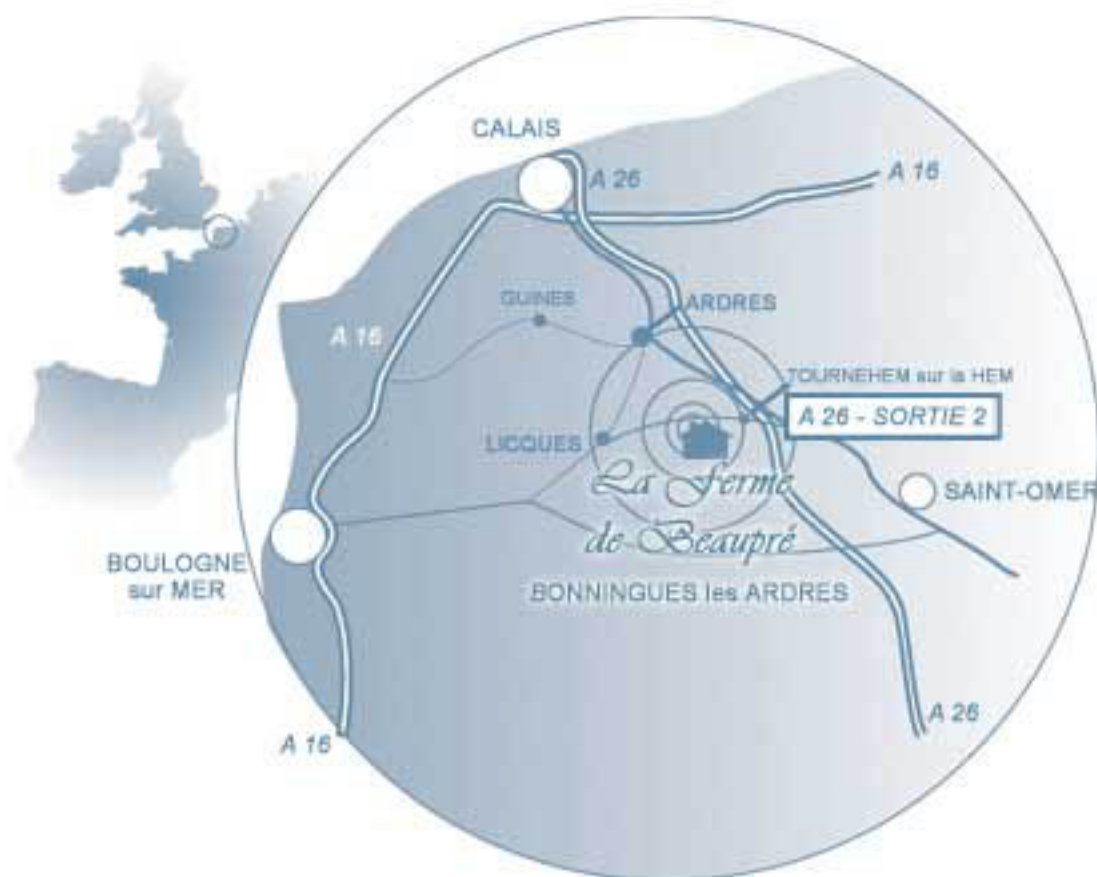 CALAIS
A 26
A 16
GUINES
ARDRES
A 16
TOURNEHEM sur la HEM
A 26 - SORTIE 2
LICQUES
La Ferme
de Beaupré
SAINT-OMER
BOULOGNE
sur MER
BONNINGUES les ARDRES
A 26
A 16